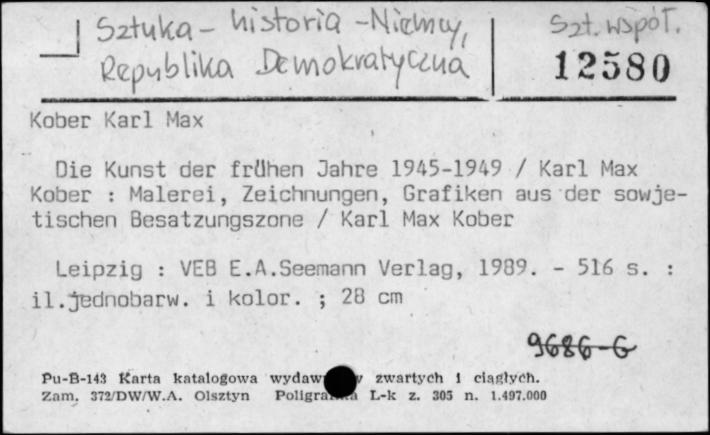 Sztuka - historia - Niemcy,
Szt. współ.
Republika Demokratyczna
12580
Kober Karl Max
Die Kunst der frühen Jahre 1945-1949 / Karl Max
Kober : Malerei, Zeichnungen, Grafiken aus der sowje-
tischen Besatzungszone / Karl Max Kober
Leipzig : VEB E.A.Seemann Verlag, 1989. - 516 s. :
il.jednobarw. i kolor. ; 28 cm
9686-G
Pu-B-143 Karta katalogowa zwartych i ciągłych.
Zam. 372/DW/W.A. Olsztyn L-k z. 305 n. 1.497.000